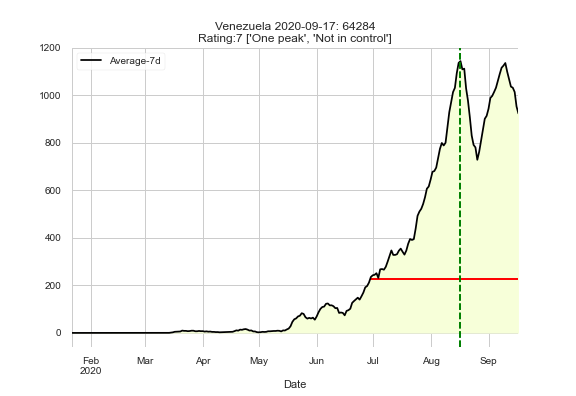 Venezuela 2020-09-17: 64284
Rating:7 ['One peak', 'Not in control']
1200
Average-7d
1000
800
600
400
200
0
Feb Mar Apr May Jun Jul Aug Sep
2020
Date